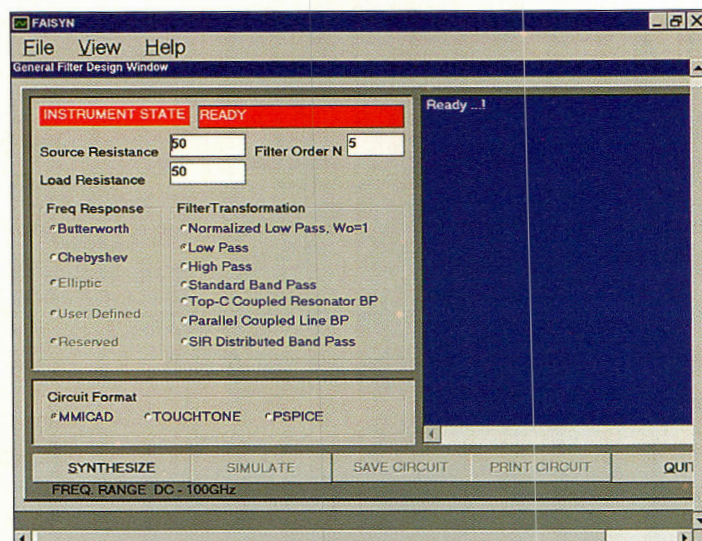 FAISYN
File View Help
General Filter Design Window
INSTRUMENT STATE READY
Source Resistance 50 Filter Order N 5
Load Resistance 50
Freq Response
Butterworth
Chebyshev
Elliptic
User Defined
Reserved
FilterTransformation
Normalized Low Pass, Wo=1
Low Pass
High Pass
Standard Band Pass
Top-C Coupled Resonator BP
Parallel Coupled Line BP
SIR Distributed Band Pass
Circuit Format
MMICAD TOUCHTONE PSPICE
Ready ...!
SYNTHESIZE SIMULATE SAVE CIRCUIT PRINT CIRCUIT QUIT
FREQ. RANGE DC - 100GHz